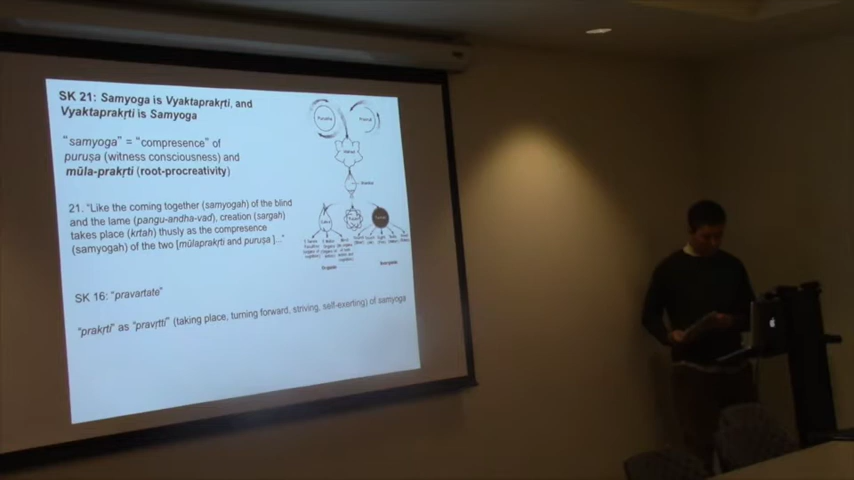 SK 21: Samyoga is Vyaktaprakṛti, and
Vyaktaprakṛti is Samyoga
"samyoga" = "compresence" of
puruṣa (witness consciousness) and
mūla-prakṛti (root-procreativity)
21. "Like the coming together (samyogah) of the blind
and the lame (pangu-andha-vad), creation (sargah)
takes place (kṛtah) thusly as the compresence
(samyogah) of the two [mūlaprakṛti and puruṣa ]..."
SK 16: "pravartate"
"prakṛti" as "pravṛtti" (taking place, turning forward, striving, self-exerting) of samyoga